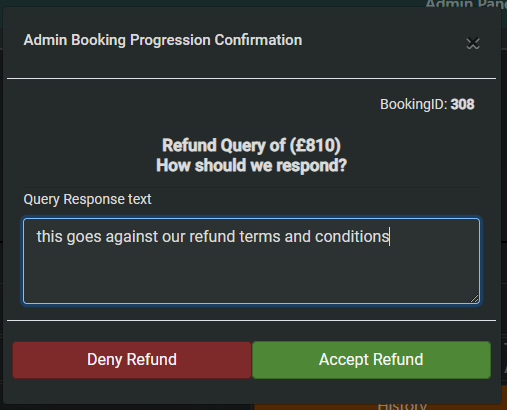 Admin Pane
Admin Booking Progression Confirmation
BookingID: 308
Refund Query of (£810)
How should we respond?
Query Response text
this goes against our refund terms and conditions
Deny Refund
Accept Refund
History